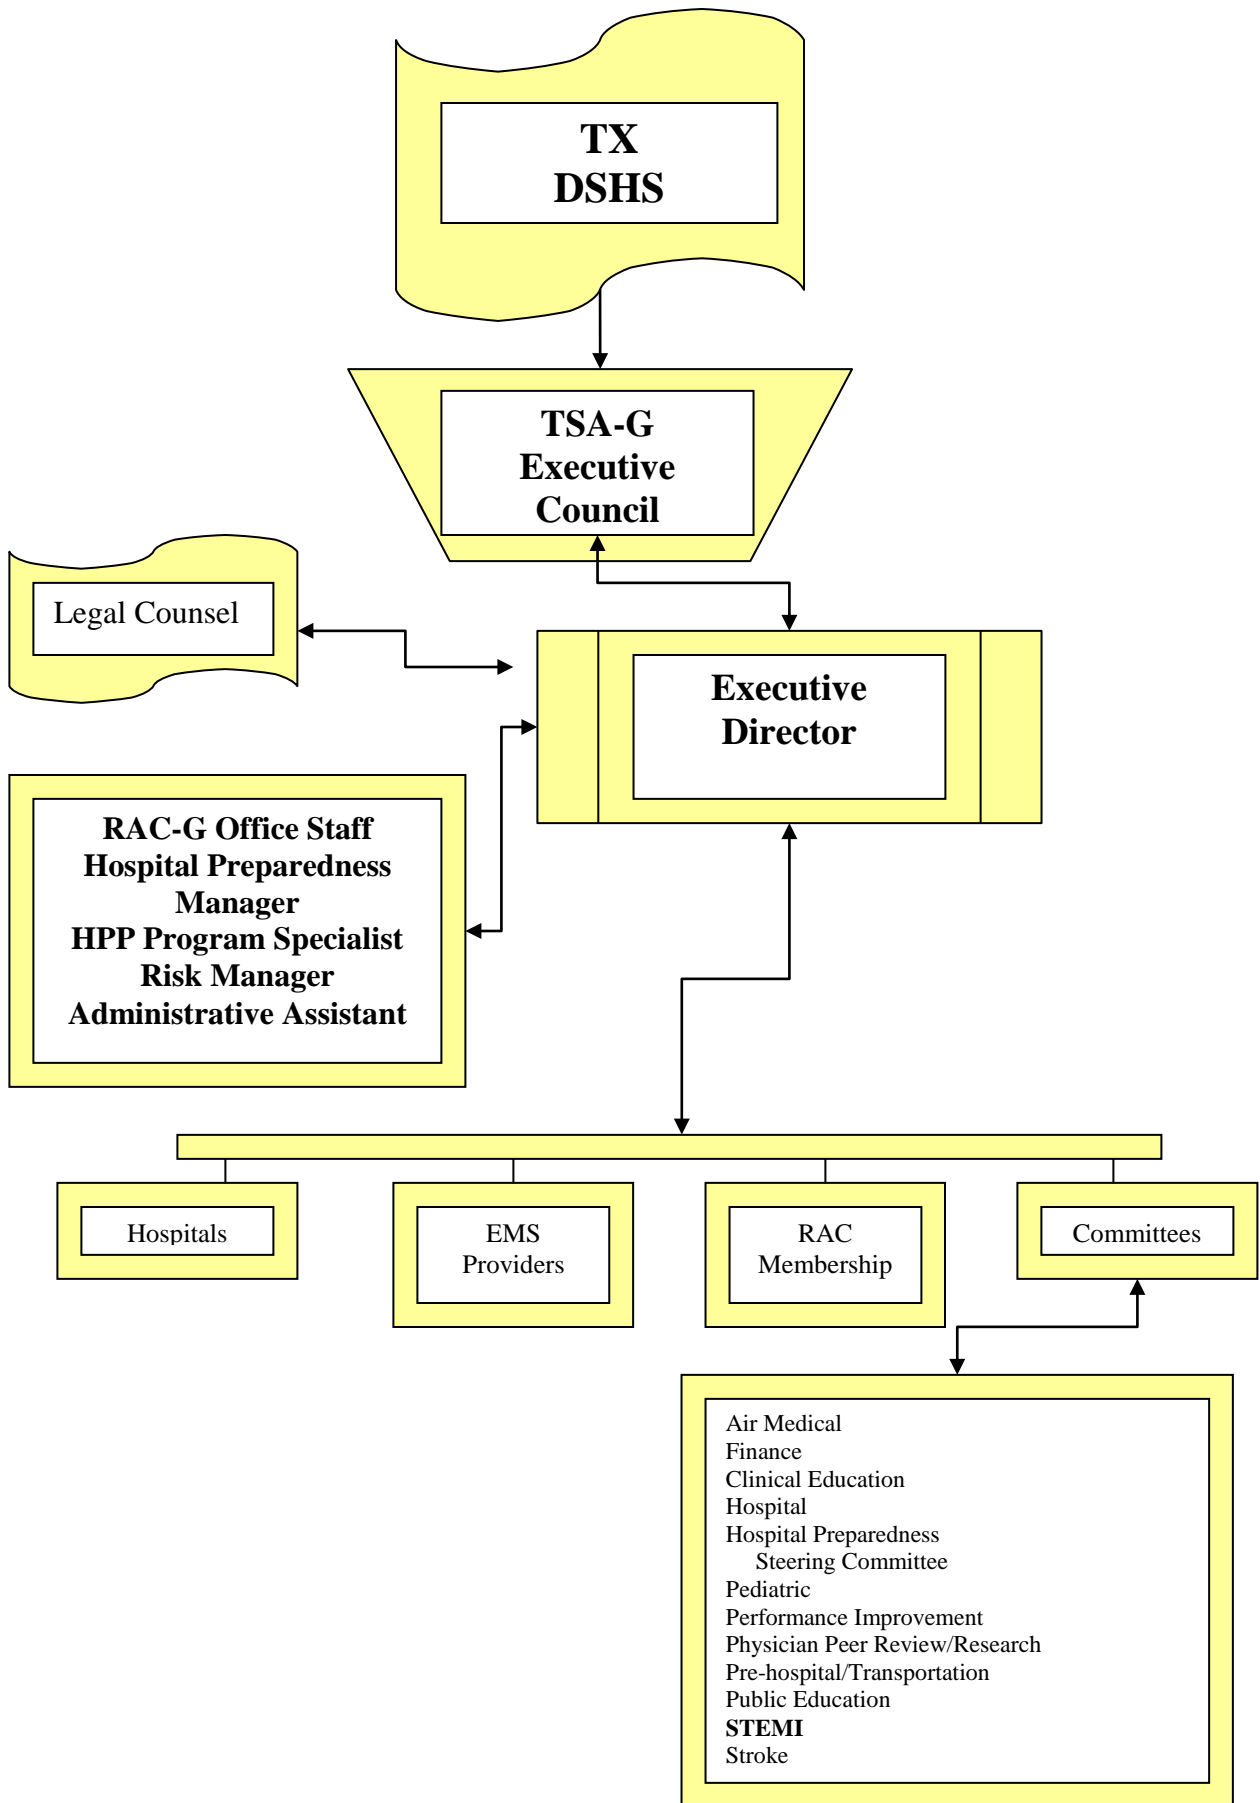 TX
DSHS
TSA-G
Executive
Council
Legal Counsel
Executive
Director
RAC-G Office Staff
Hospital Preparedness
Manager
HPP Program Specialist
Risk Manager
Administrative Assistant
Hospitals
EMS
Providers
RAC
Membership
Committees
Air Medical
Finance
Clinical Education
Hospital
Hospital Preparedness
Steering Committee
Pediatric
Performance Improvement
Physician Peer Review/Research
Pre-hospital/Transportation
Public Education
STEMI
Stroke